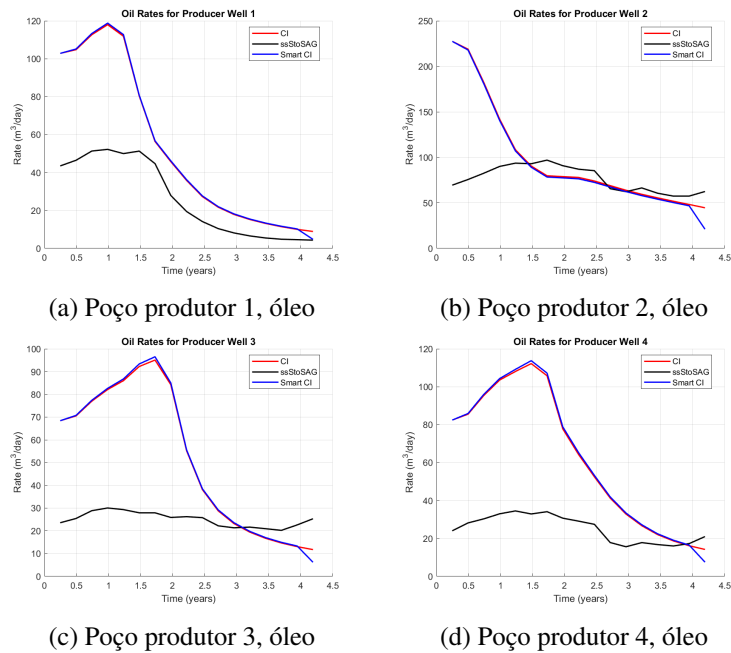 Oil Rates for Producer Well 1
120
100
80
60
40
20
0
Rate (m³/day)
0 0.5 1 1.5 2 2.5 3 3.5 4 4.5
Time (years)
CI
ssStoSAG
Smart CI
(a) Poço produtor 1, óleo
Oil Rates for Producer Well 2
250
200
150
100
50
0
Rate (m³/day)
0 0.5 1 1.5 2 2.5 3 3.5 4 4.5
Time (years)
CI
ssStoSAG
Smart CI
(b) Poço produtor 2, óleo
Oil Rates for Producer Well 3
100
90
80
70
60
50
40
30
20
10
0
Rate (m³/day)
0 0.5 1 1.5 2 2.5 3 3.5 4 4.5
Time (years)
CI
ssStoSAG
Smart CI
(c) Poço produtor 3, óleo
Oil Rates for Producer Well 4
120
100
80
60
40
20
0
Rate (m³/day)
0 0.5 1 1.5 2 2.5 3 3.5 4 4.5
Time (years)
CI
ssStoSAG
Smart CI
(d) Poço produtor 4, óleo